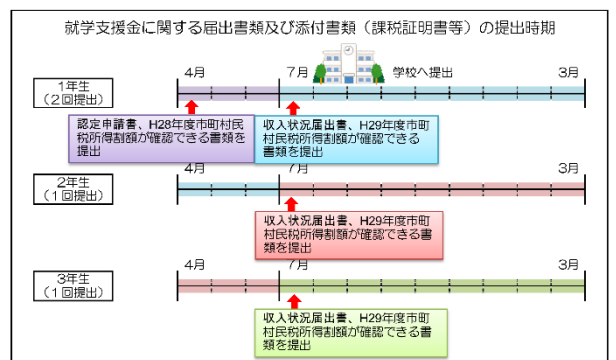 就学支援金に関する届出書類及び添付書類（課税証明書等）の提出時期
学校へ提出
1年生
（2回提出）
4月
7月
3月
認定申請書、H28年度市町村民
税所得割額が確認できる書類を
提出
収入状況届出書、H29年度市町
村民税所得割額が確認できる
書類を提出
2年生
（1回提出）
4月
7月
3月
収入状況届出書、H29年度市町
村民税所得割額が確認できる書
類を提出
3年生
（1回提出）
4月
7月
3月
収入状況届出書、H29年度市町
村民税所得割額が確認できる書
類を提出